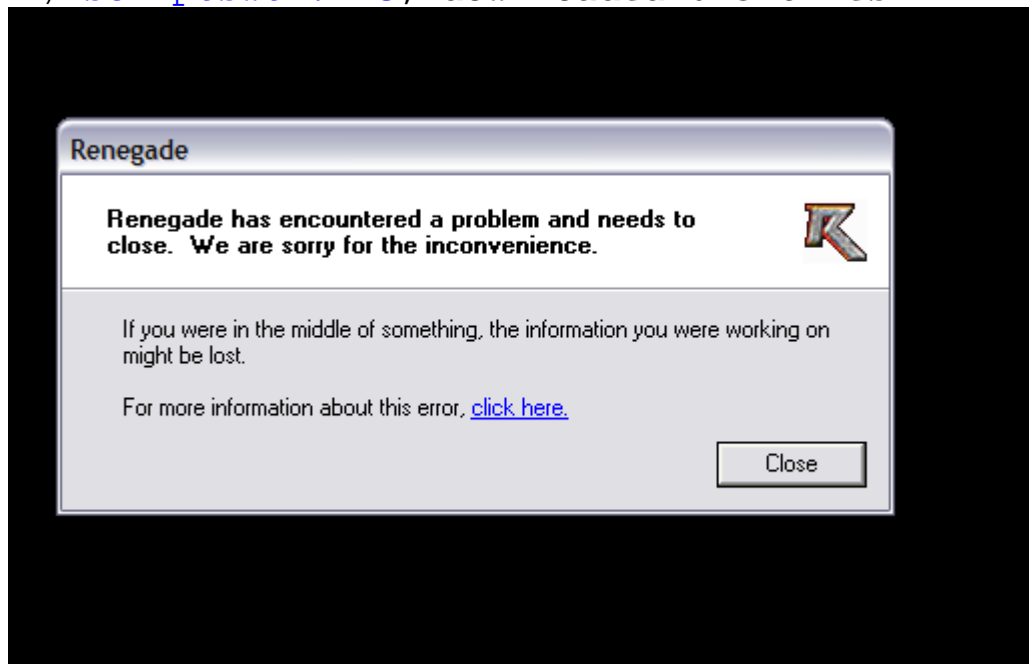 Renegade
Renegade has encountered a problem and needs to
close. We are sorry for the inconvenience.
If you were in the middle of something, the information you were working on
might be lost.
For more information about this error, click here.
Close